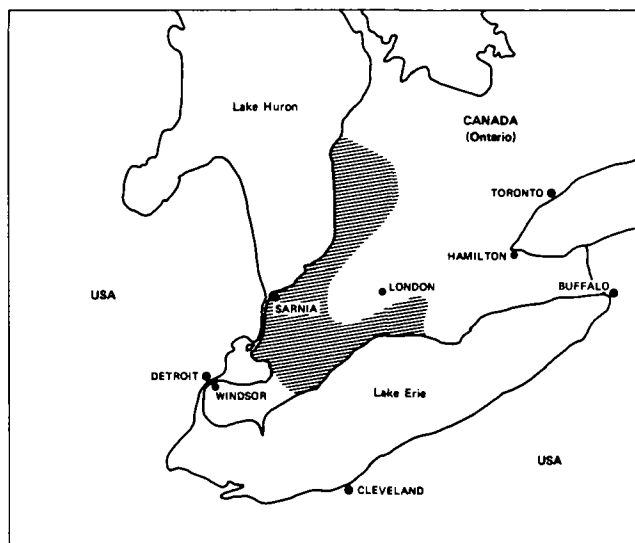 Lake Huron
CANADA
(Ontario)
TORONTO
HAMILTON
LONDON
BUFFALO
USA
SARNIA
DETROIT
WINDSOR
Lake Erie
USA
CLEVELAND